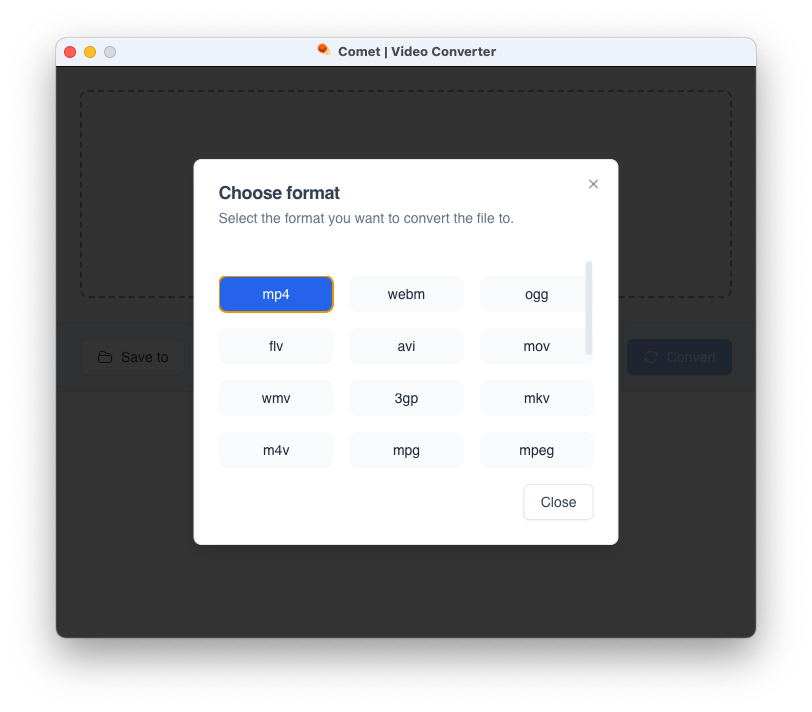 Comet | Video Converter
Choose format
Select the format you want to convert the file to.
mp4 webm ogg
flv avi mov
Save to
Convert
wmv 3gp mkv
m4v mpg mpeg
Close